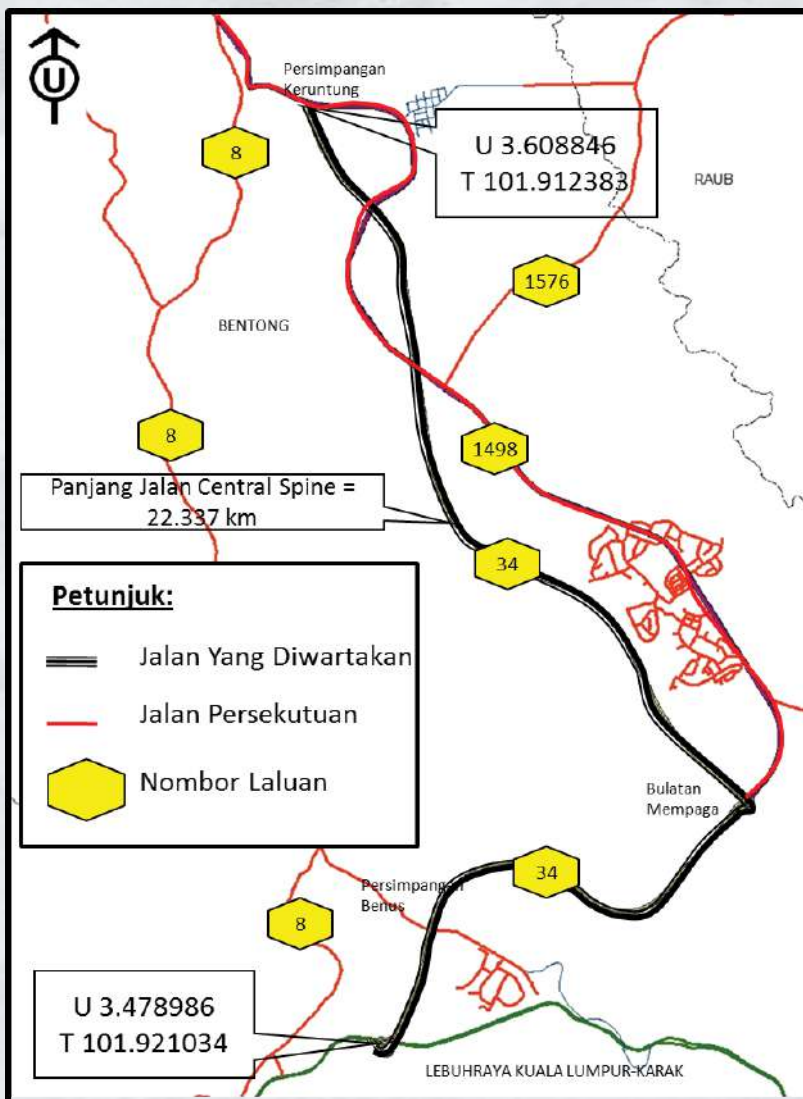 U
Persimpangan
Keruntung
8
U 3.608846
T 101.912383
RAUB
1576
BENTONG
8
1498
Panjang Jalan Central Spine =
22.337 km
34
Petunjuk:
Jalan Yang Diwartakan
Jalan Persekutuan
Nombor Laluan
Bulatan
Mempaga
Persimpangan
Benus
34
8
U 3.478986
T 101.921034
LEBUHRAYA KUALA LUMPUR-KARAK